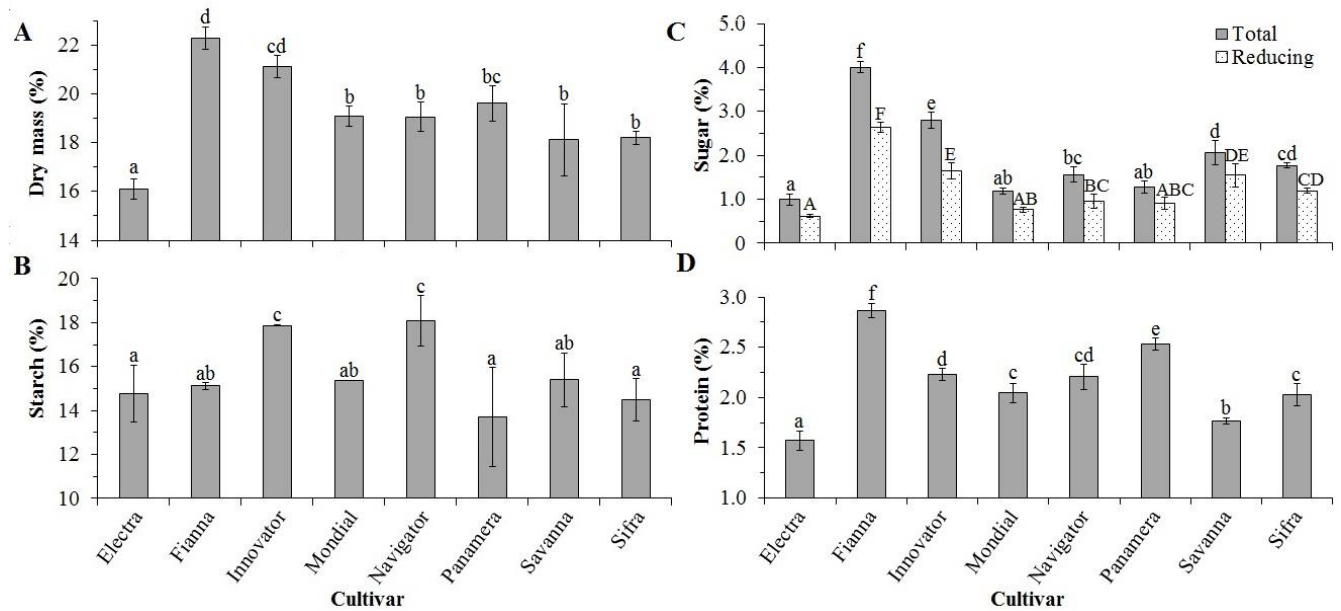 A
Dry mass (%)
22
20
18
16
14
a
d
cd
b
b
bc
b
b
B
Starch (%)
20
18
16
14
12
10
a
ab
c
ab
c
a
ab
a
Electra
Fianna
Innovator
Mondial
Navigator
Panamera
Savanna
Sifra
Cultivar
C
Sugar (%)
5.0
4.0
3.0
2.0
1.0
0
Total
Reducing
a
A
f
F
e
E
ab
AB
bc
BC
ab
ABC
d
DE
cd
CD
D
Protein (%)
3.0
2.5
2.0
1.5
1.0
a
f
d
c
cd
e
b
c
Electra
Fianna
Innovator
Mondial
Navigator
Panamera
Savanna
Sifra
Cultivar